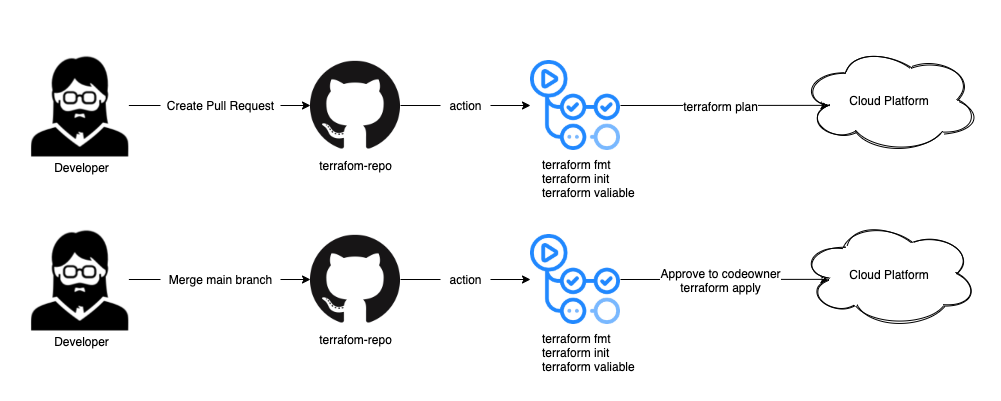 Create Pull Request
action
terraform plan
Cloud Platform
Developer
terrafom-repo
terraform fmt
terraform init
terraform valiable
Merge main branch
action
Approve to codeowner
terraform apply
Cloud Platform
Developer
terrafom-repo
terraform fmt
terraform init
terraform valiable